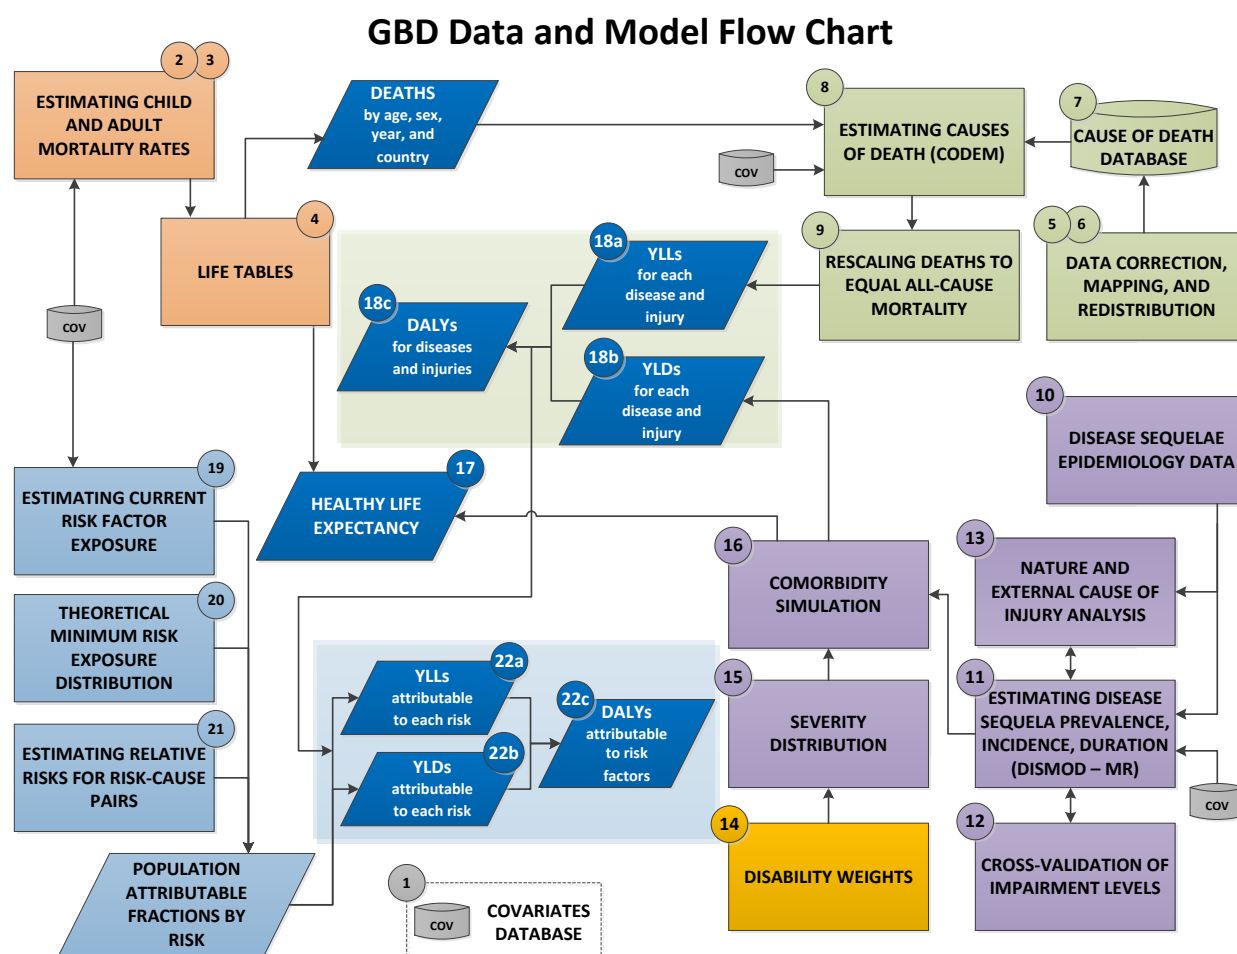 GBD Data and Model Flow Chart
2
3
ESTIMATING CHILD
AND ADULT
MORTALITY RATES
DEATHS
by age, sex,
year, and
country
8
ESTIMATING CAUSES
OF DEATH (CODEM)
7
CAUSE OF DEATH
DATABASE
COV
4
LIFE TABLES
18a
YLLs
for each
disease and
injury
9
RESCALING DEATHS TO
EQUAL ALL-CAUSE
MORTALITY
5
6
DATA CORRECTION,
MAPPING, AND
REDISTRIBUTION
COV
18c
DALYs
for diseases
and injuries
18b
YLDs
for each
disease and
injury
10
DISEASE SEQUELAE
EPIDEMIOLOGY DATA
19
ESTIMATING CURRENT
RISK FACTOR
EXPOSURE
17
HEALTHY LIFE
EXPECTANCY
16
COMORBIDITY
SIMULATION
13
NATURE AND
EXTERNAL CAUSE OF
INJURY ANALYSIS
20
THEORETICAL
MINIMUM RISK
EXPOSURE
DISTRIBUTION
22a
YLLs
attributable
to each risk
22c
DALYs
attributable
to risk
factors
15
SEVERITY
DISTRIBUTION
11
ESTIMATING DISEASE
SEQUELA PREVALENCE,
INCIDENCE, DURATION
(DISMOD – MR)
21
ESTIMATING RELATIVE
RISKS FOR RISK-CAUSE
PAIRS
22b
YLDs
attributable
to each risk
COV
14
DISABILITY WEIGHTS
12
CROSS-VALIDATION OF
IMPAIRMENT LEVELS
POPULATION
ATTRIBUTABLE
FRACTIONS BY
RISK
1
COV
COVARIATES
DATABASE